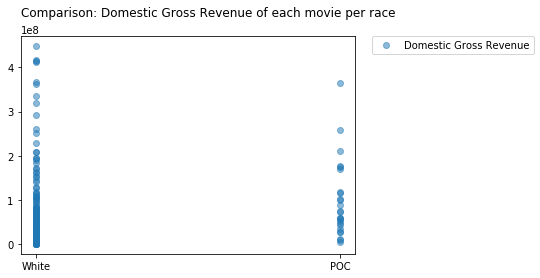 Comparison: Domestic Gross Revenue of each movie per race
1e8
Domestic Gross Revenue
4
3
2
1
0
White POC